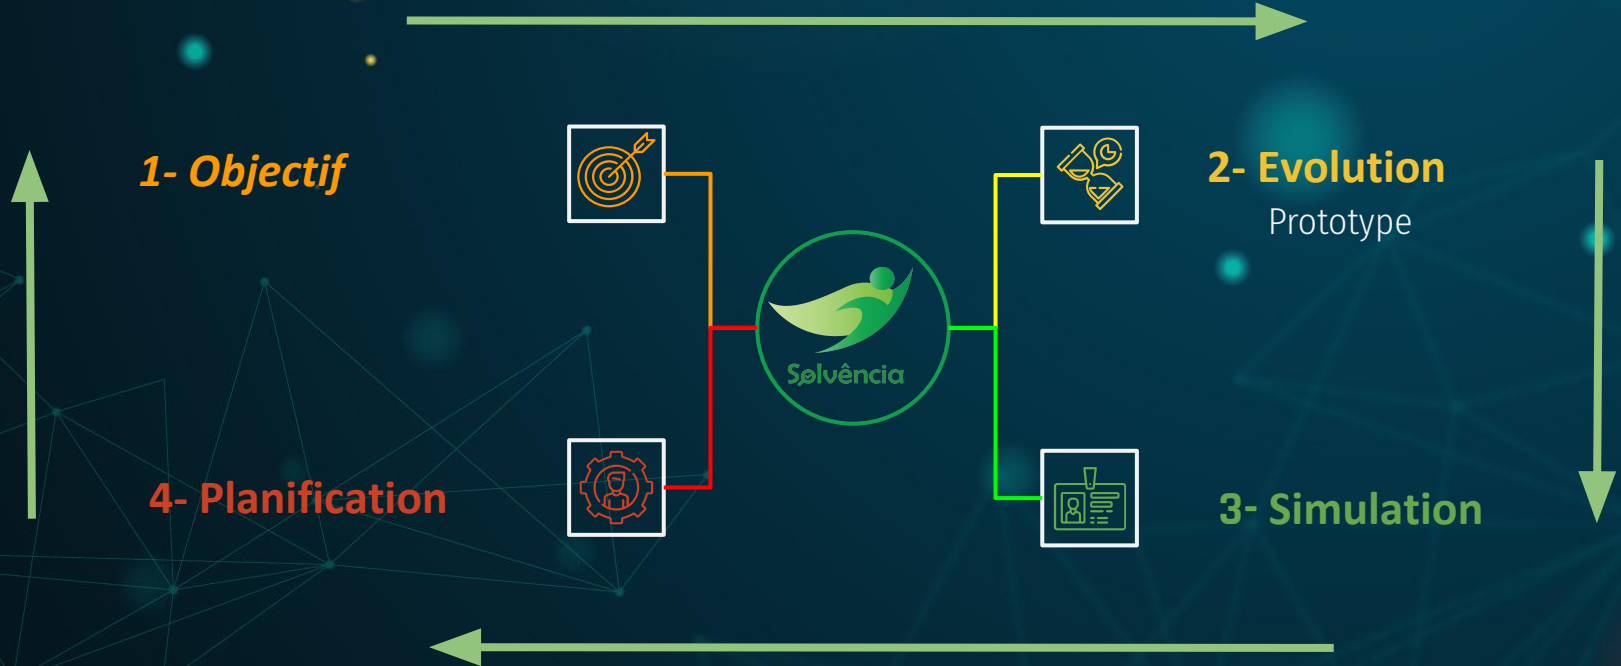 1- Objectif
2- Evolution
Prototype
Solvência
4- Planification
3- Simulation